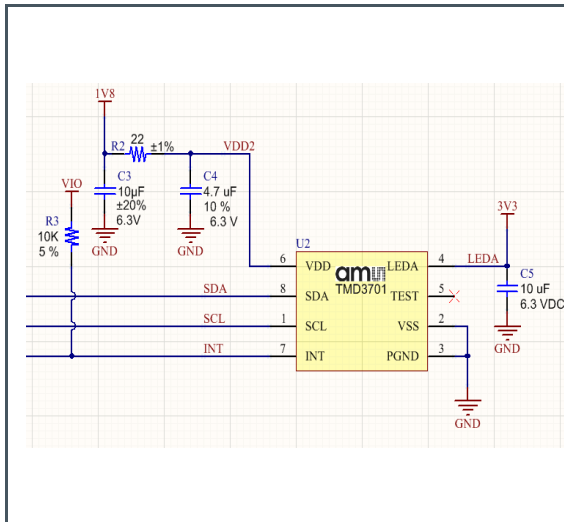 1V8
R2
22
±1%
VDD2
C3
10µF
±20%
6.3V
GND
C4
4.7 uF
10 %
6.3 V
GND
VIO
R3
10K
5 %
3V3
U2
6
VDD
amu
LEDA
4
LEDA
TMD3701
C5
10 uF
6.3 VDC
GND
SDA
8
SDA
TEST
5
SCL
1
SCL
VSS
2
INT
7
INT
PGND
3
GND